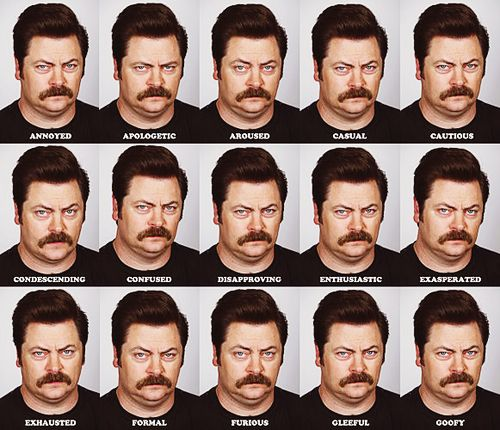 ANNOYED
APOLOGETIC
AROUSED
CASUAL
CAUTIOUS
CONDESCENDING
CONFUSED
DISAPPROVING
ENTHUSIASTIC
EXASPERATED
EXHAUSTED
FORMAL
FURIOUS
GLEEFUL
GOOFY